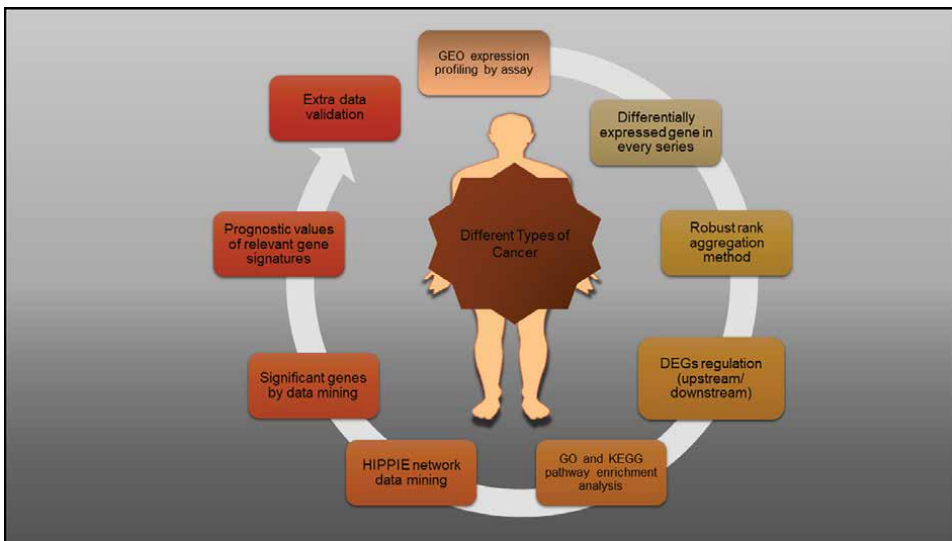 GEO expression
profiling by assay
Differentially
expressed gene in
every series
Robust rank
aggregation
method
DEGs regulation
(upstream/
downstream)
GO and KEGG
pathway enrichment
analysis
HIPPIE network
data mining
Significant genes
by data mining
Prognostic values
of relevant gene
signatures
Extra data
validation
Different Types of
Cancer